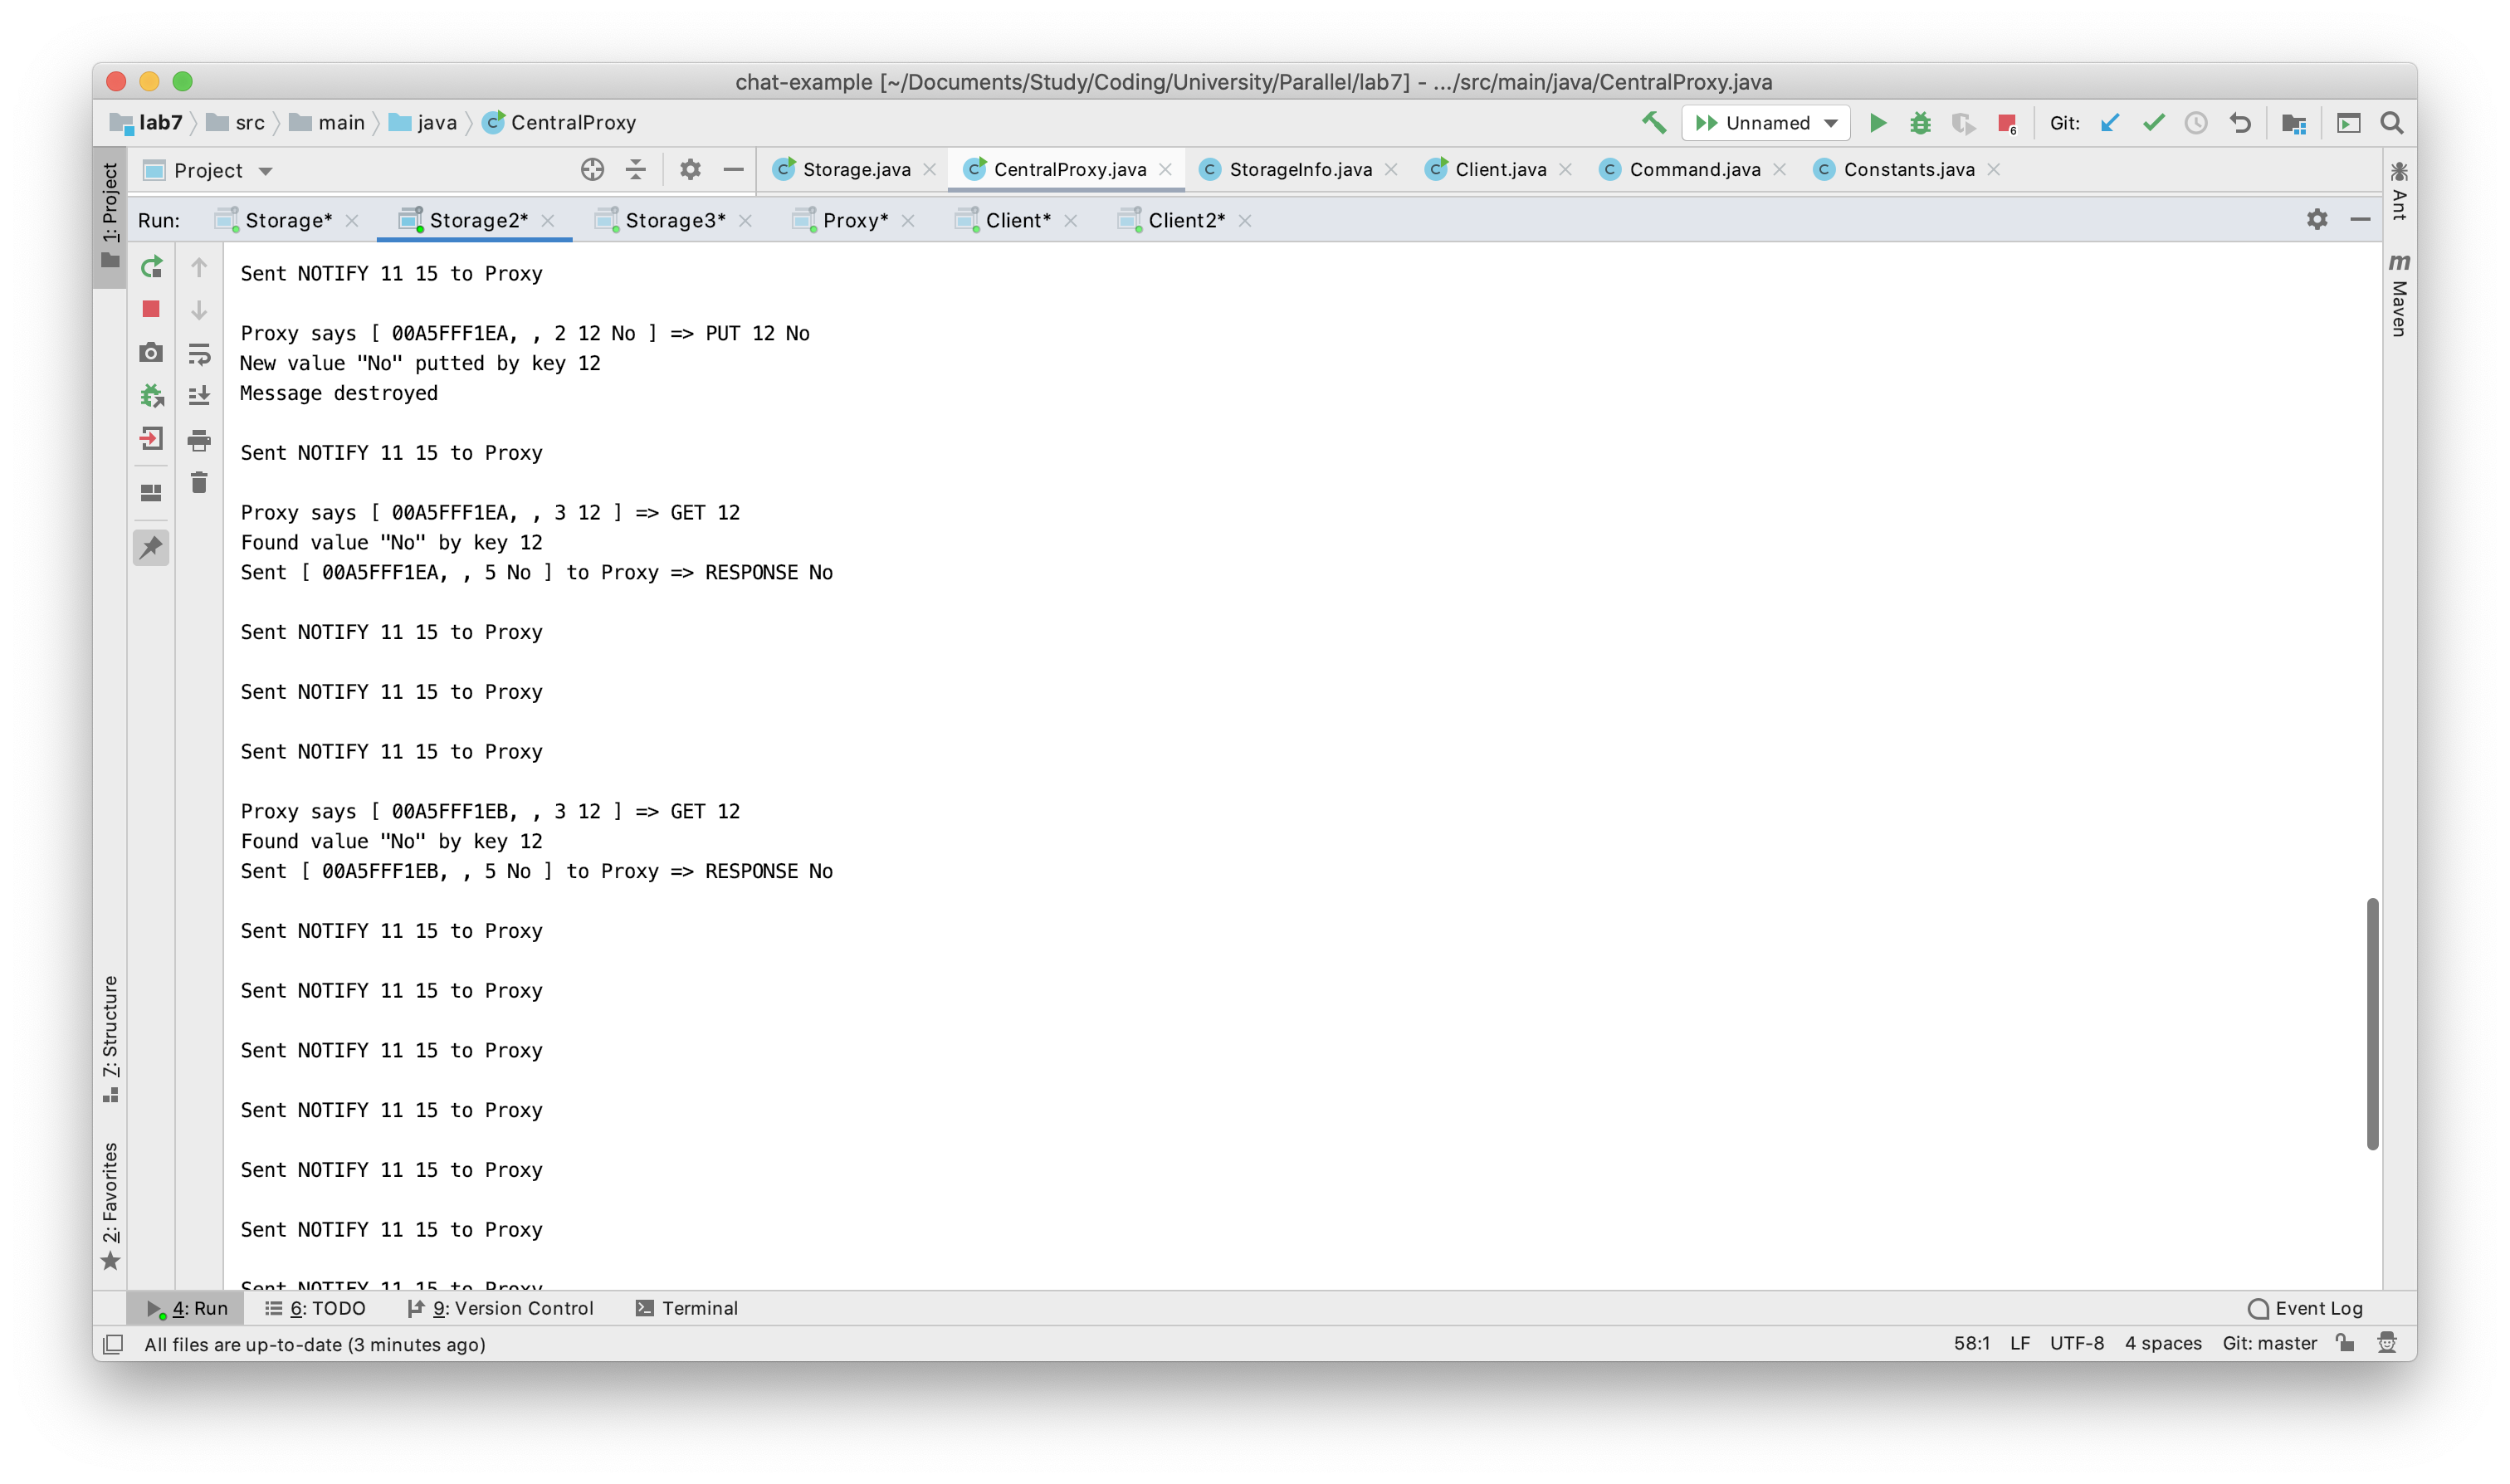 chat-example [~/Documents/Study/Coding/University/Parallel/lab7] - .../src/main/java/CentralProxy.java
lab7 src main java CentralProxy Unnamed 6 Git:
Project Storage.java CentralProxy.java StorageInfo.java Client.java Command.java Constants.java
Run: Storage* Storage2* Storage3* Proxy* Client* Client2*
1: Project
7: Structure
2: Favorites
Ant
m Maven
Sent NOTIFY 11 15 to Proxy
Proxy says [ 00A5FFF1EA, , 2 12 No ] => PUT 12 No
New value "No" putted by key 12
Message destroyed
Sent NOTIFY 11 15 to Proxy
Proxy says [ 00A5FFF1EA, , 3 12 ] => GET 12
Found value "No" by key 12
Sent [ 00A5FFF1EA, , 5 No ] to Proxy => RESPONSE No
Sent NOTIFY 11 15 to Proxy
Sent NOTIFY 11 15 to Proxy
Sent NOTIFY 11 15 to Proxy
Proxy says [ 00A5FFF1EB, , 3 12 ] => GET 12
Found value "No" by key 12
Sent [ 00A5FFF1EB, , 5 No ] to Proxy => RESPONSE No
Sent NOTIFY 11 15 to Proxy
Sent NOTIFY 11 15 to Proxy
Sent NOTIFY 11 15 to Proxy
Sent NOTIFY 11 15 to Proxy
Sent NOTIFY 11 15 to Proxy
Sent NOTIFY 11 15 to Proxy
Sent NOTIFY 11 15 to Proxy
4: Run 6: TODO 9: Version Control Terminal Event Log
All files are up-to-date (3 minutes ago) 58:1 LF UTF-8 4 spaces Git: master